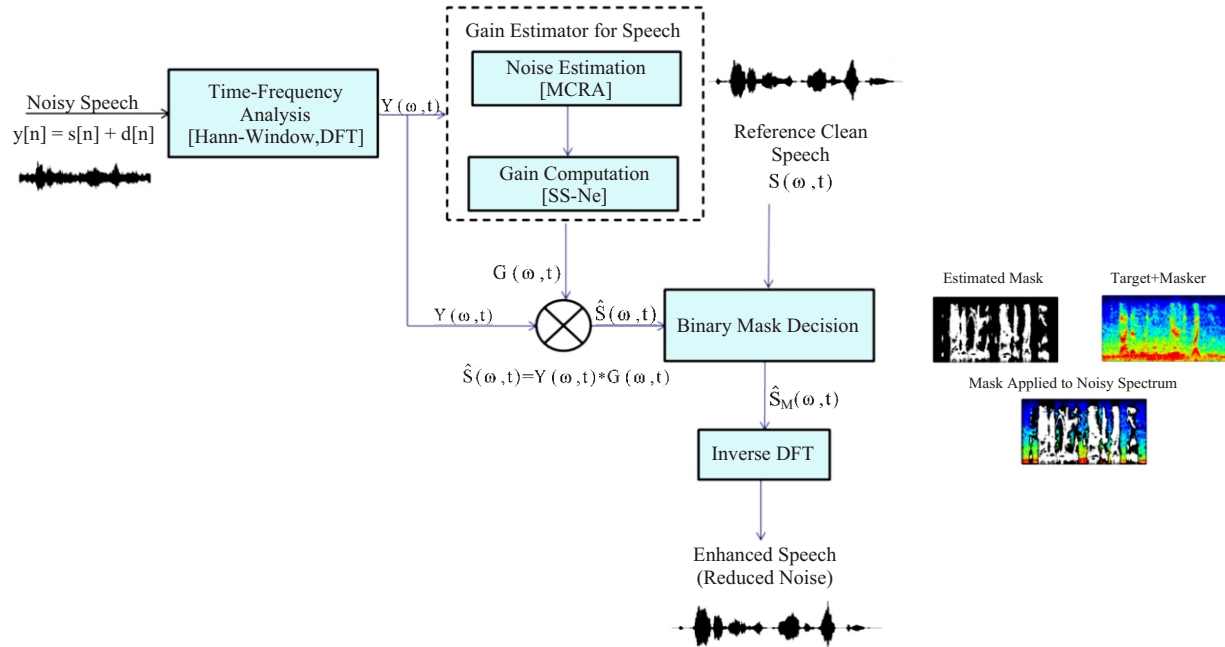 Gain Estimator for Speech
Noise Estimation
[MCRA]
Gain Computation
[SS-Ne]
Noisy Speech
y[n] = s[n] + d[n]
Time-Frequency
Analysis
[Hann-Window,DFT]
Y(ω,t)
Reference Clean
Speech
S(ω,t)
G(ω,t)
Y(ω,t)
Ŝ(ω,t)
Ŝ(ω,t)=Y(ω,t)*G(ω,t)
Binary Mask Decision
Ŝ_M(ω,t)
Inverse DFT
Enhanced Speech
(Reduced Noise)
Estimated Mask
Target+Masker
Mask Applied to Noisy Spectrum